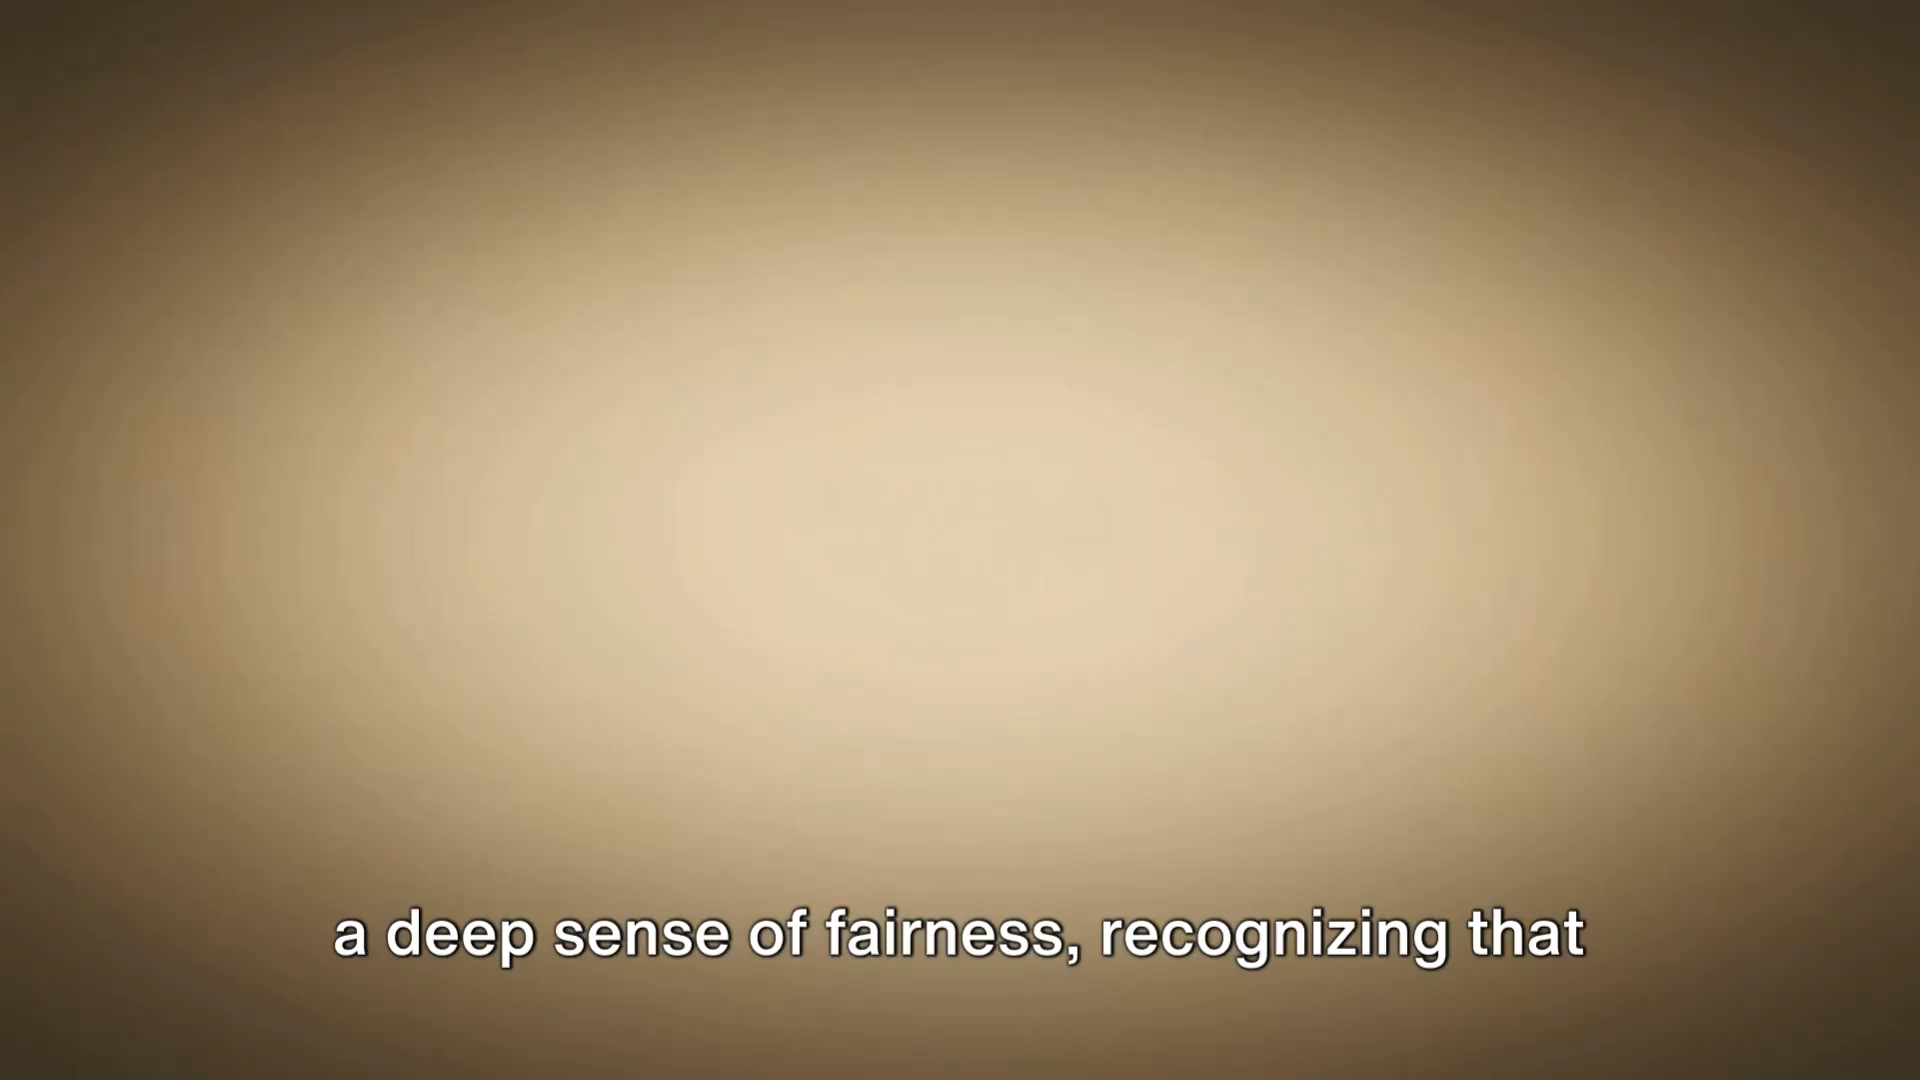 a deep sense of fairness, recognizing that